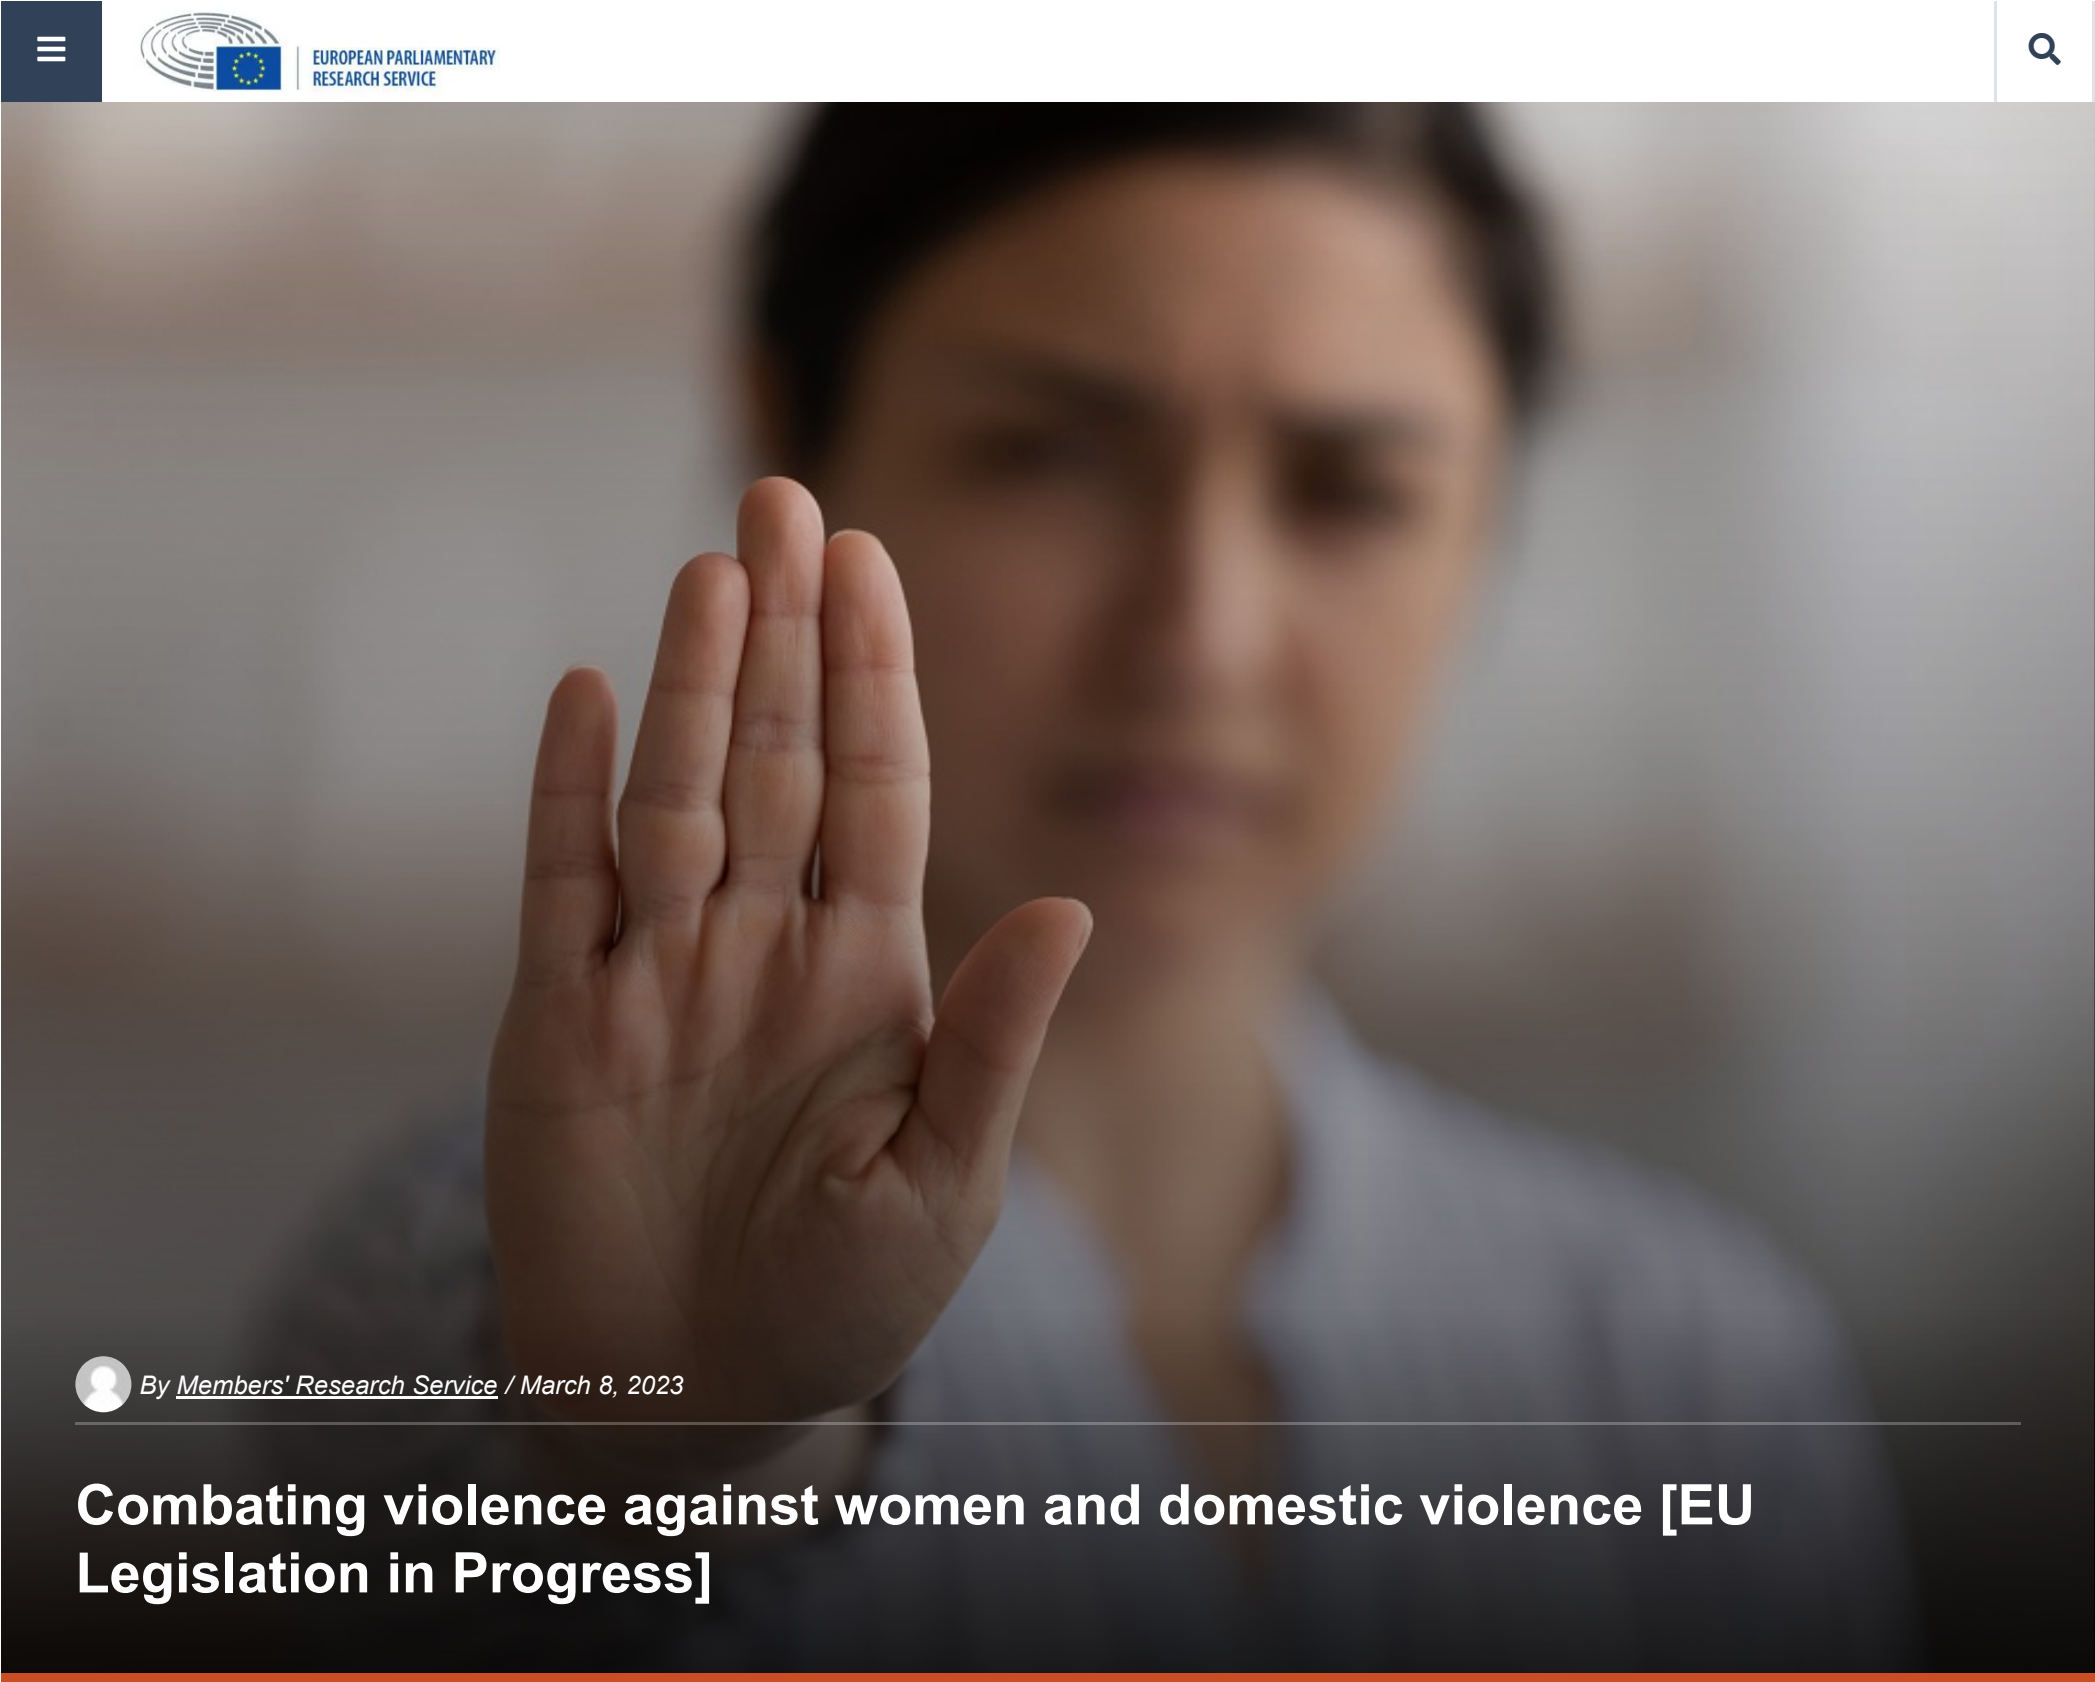 EUROPEAN PARLIAMENTARY
RESEARCH SERVICE
By Members' Research Service / March 8, 2023
Combating violence against women and domestic violence [EU
Legislation in Progress]